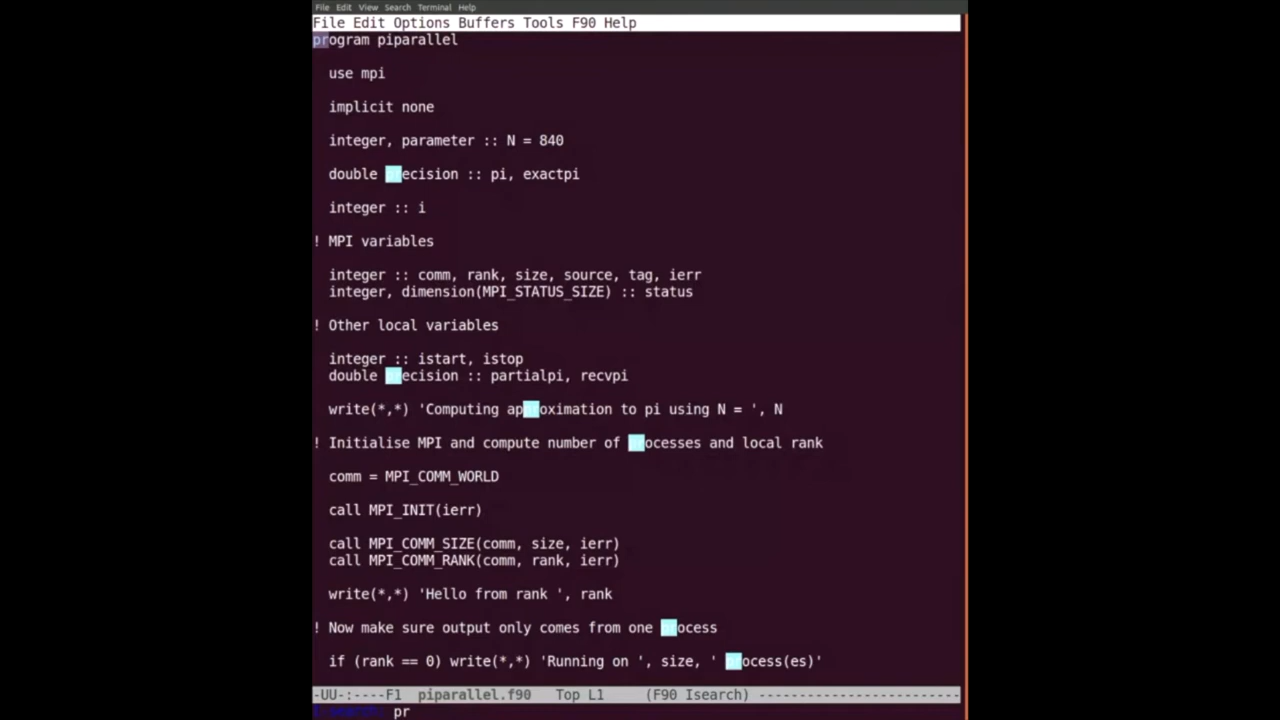 File Edit View Search Terminal Help
File Edit Options Buffers Tools F90 Help
program piparallel
use mpi
implicit none
integer, parameter :: N = 840
double precision :: pi, exactpi
integer :: i
! MPI variables
integer :: comm, rank, size, source, tag, ierr
integer, dimension(MPI_STATUS_SIZE) :: status
! Other local variables
integer :: istart, istop
double precision :: partialpi, recvpi
write(*,*) 'Computing approximation to pi using N = ', N
! Initialise MPI and compute number of processes and local rank
comm = MPI_COMM_WORLD
call MPI_INIT(ierr)
call MPI_COMM_SIZE(comm, size, ierr)
call MPI_COMM_RANK(comm, rank, ierr)
write(*,*) 'Hello from rank ', rank
! Now make sure output only comes from one process
if (rank == 0) write(*,*) 'Running on ', size, ' process(es)'
-UU-:----F1  piparallel.f90   Top L1     (F90 Isearch) -------------------------
I-search: pr